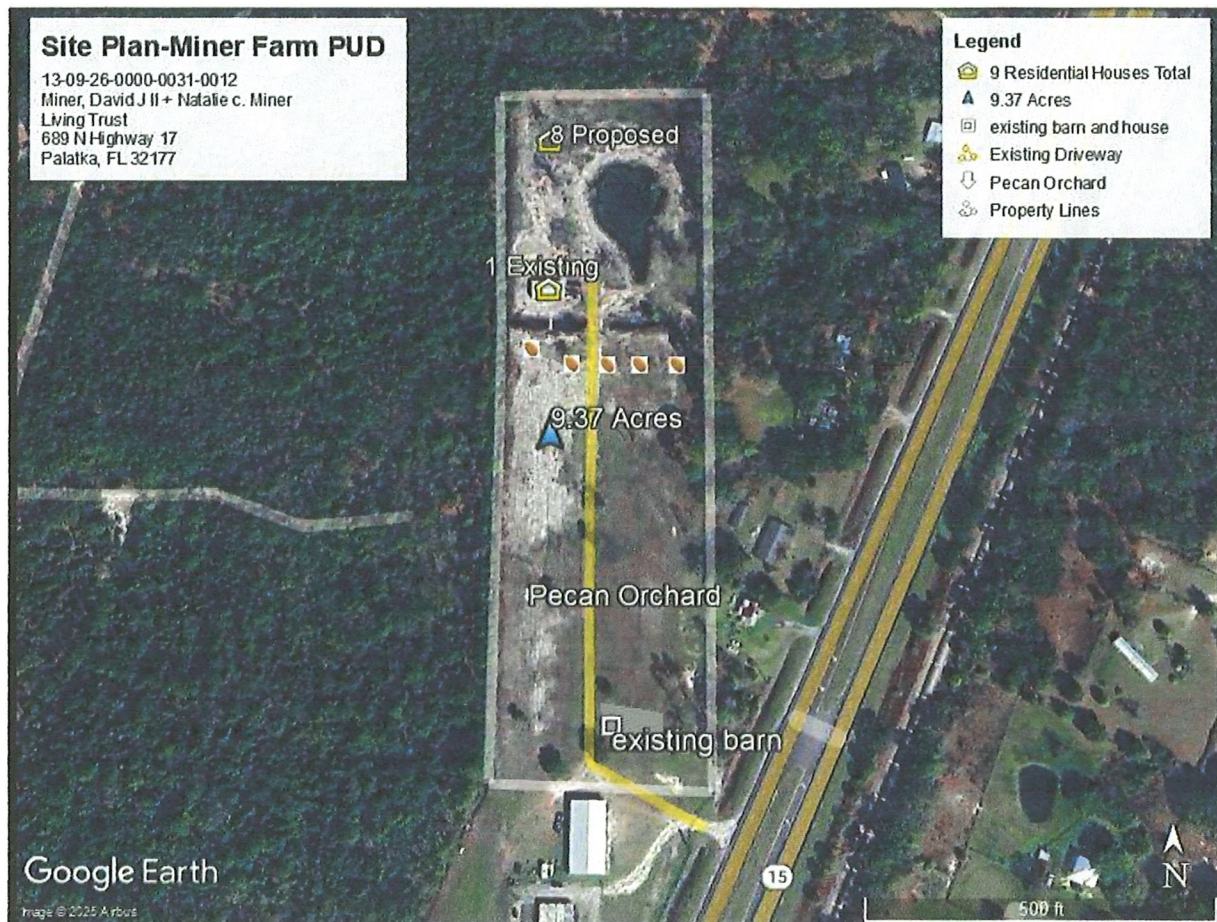 Site Plan-Miner Farm PUD
13-09-26-0000-0031-0012
Miner, David J II + Natalie c. Miner
Living Trust
689 N Highway 17
Palatka, FL 32177
Legend
9 Residential Houses Total
9.37 Acres
existing barn and house
Existing Driveway
Pecan Orchard
Property Lines
8 Proposed
1 Existing
9.37 Acres
Pecan Orchard
existing barn
15
N
500 ft
Google Earth
Image © 2025 Airbus